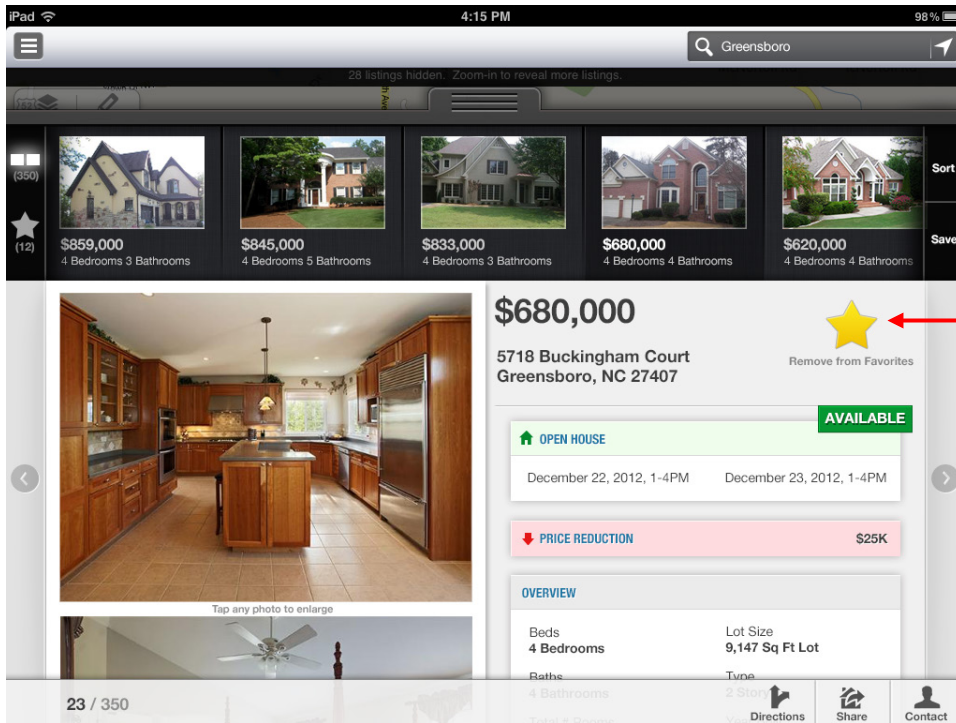 iPad 4:15 PM 98%
Greensboro
28 listings hidden. Zoom-in to reveal more listings.
(350)
(12)
$859,000
4 Bedrooms 3 Bathrooms
$845,000
4 Bedrooms 5 Bathrooms
$833,000
4 Bedrooms 3 Bathrooms
$680,000
4 Bedrooms 4 Bathrooms
$620,000
4 Bedrooms 4 Bathrooms
Sort
Save
$680,000
5718 Buckingham Court
Greensboro, NC 27407
Remove from Favorites
AVAILABLE
OPEN HOUSE
December 22, 2012, 1-4PM December 23, 2012, 1-4PM
PRICE REDUCTION $25K
OVERVIEW
Beds
4 Bedrooms
Lot Size
9,147 Sq Ft Lot
Baths
4 Bathrooms
Type
2 Story
Tap any photo to enlarge
23 / 350
Directions
Share
Contact